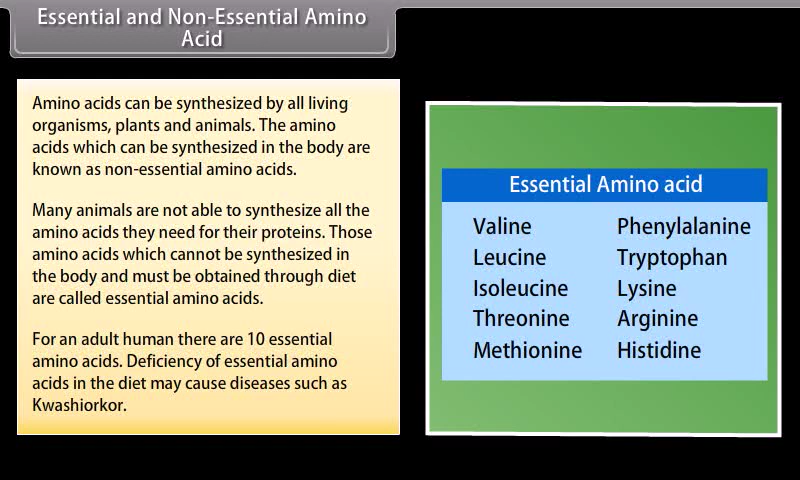 Essential and Non-Essential Amino
Acid
Amino acids can be synthesized by all living
organisms, plants and animals. The amino
acids which can be synthesized in the body are
known as non-essential amino acids.
Many animals are not able to synthesize all the
amino acids they need for their proteins. Those
amino acids which cannot be synthesized in
the body and must be obtained through diet
are called essential amino acids.
For an adult human there are 10 essential
amino acids. Deficiency of essential amino
acids in the diet may cause diseases such as
Kwashiorkor.
Essential Amino acid
Valine Phenylalanine
Leucine Tryptophan
Isoleucine Lysine
Threonine Arginine
Methionine Histidine